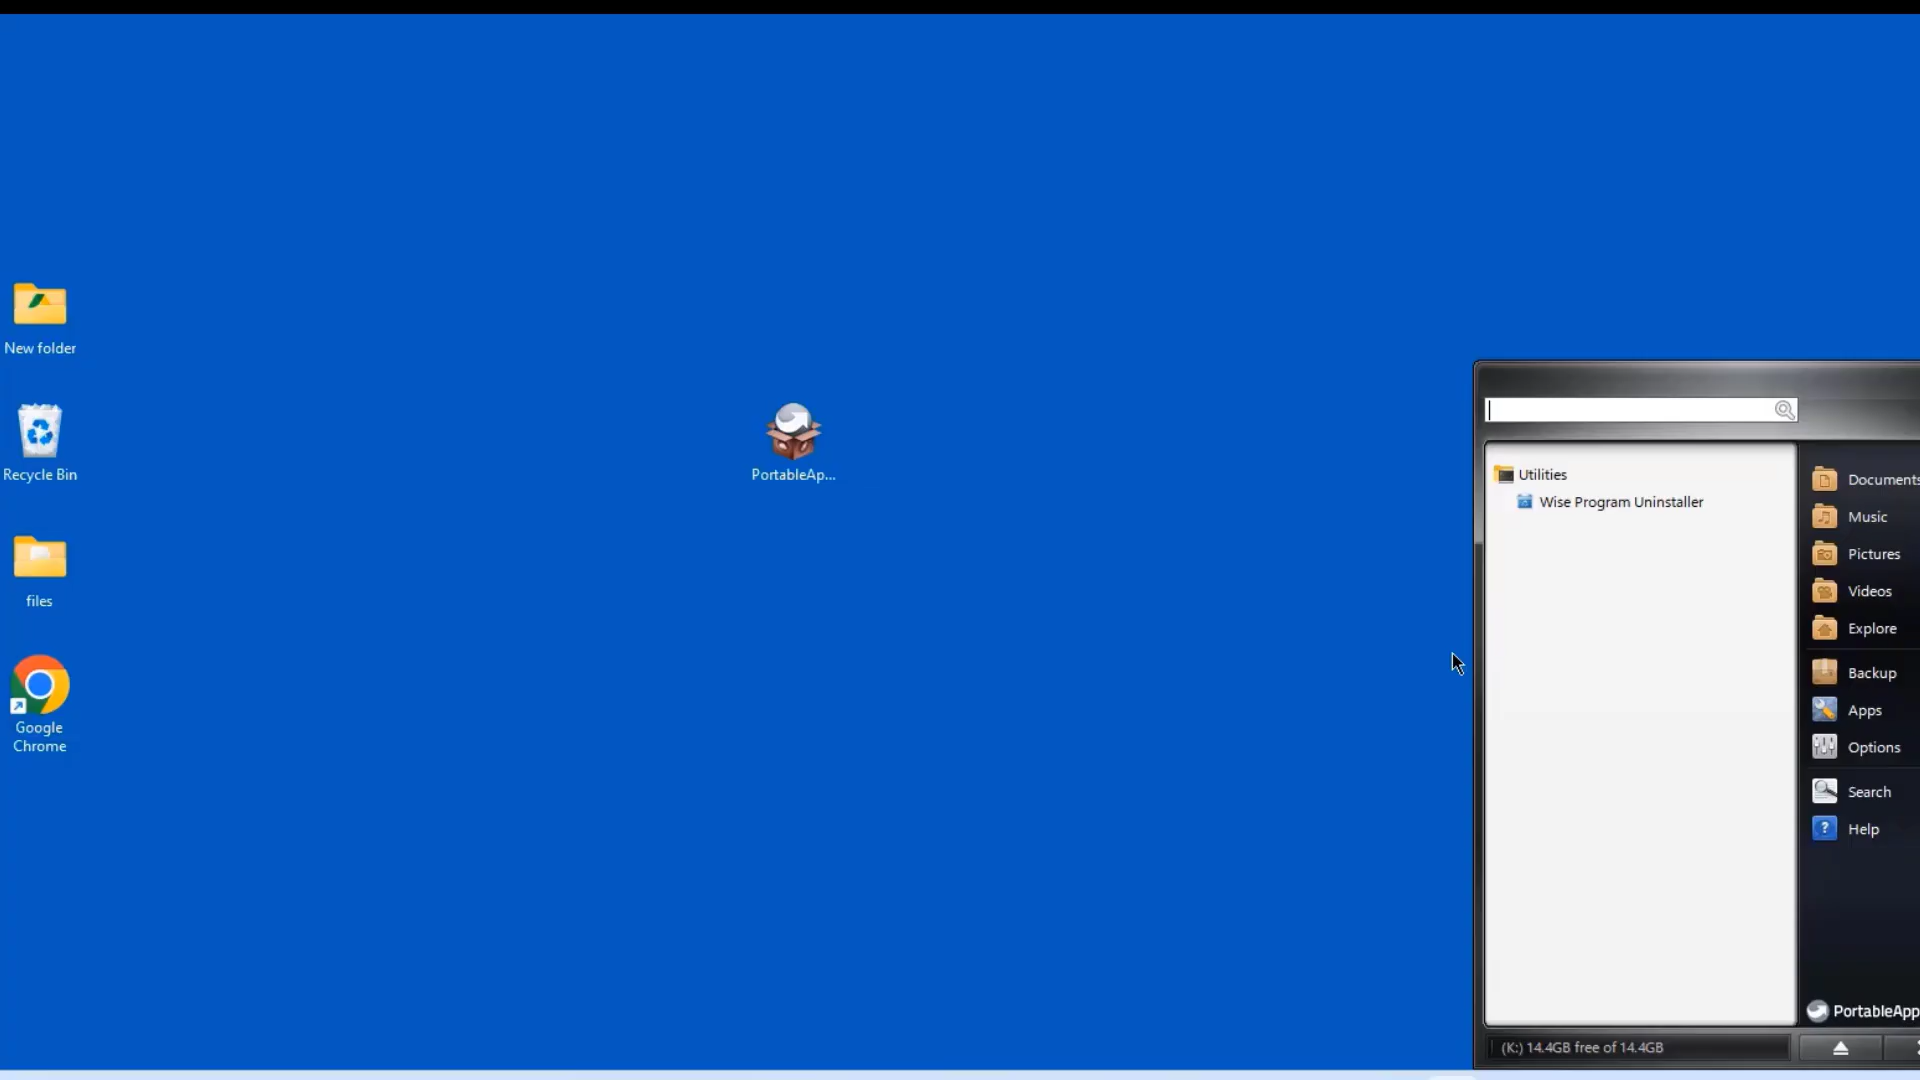 New folder
Recycle Bin
files
Google
Chrome
PortableAp...
Utilities
Wise Program Uninstaller
Documents
Music
Pictures
Videos
Explore
Backup
Apps
Options
Search
Help
PortableApp
(K:) 14.4GB free of 14.4GB